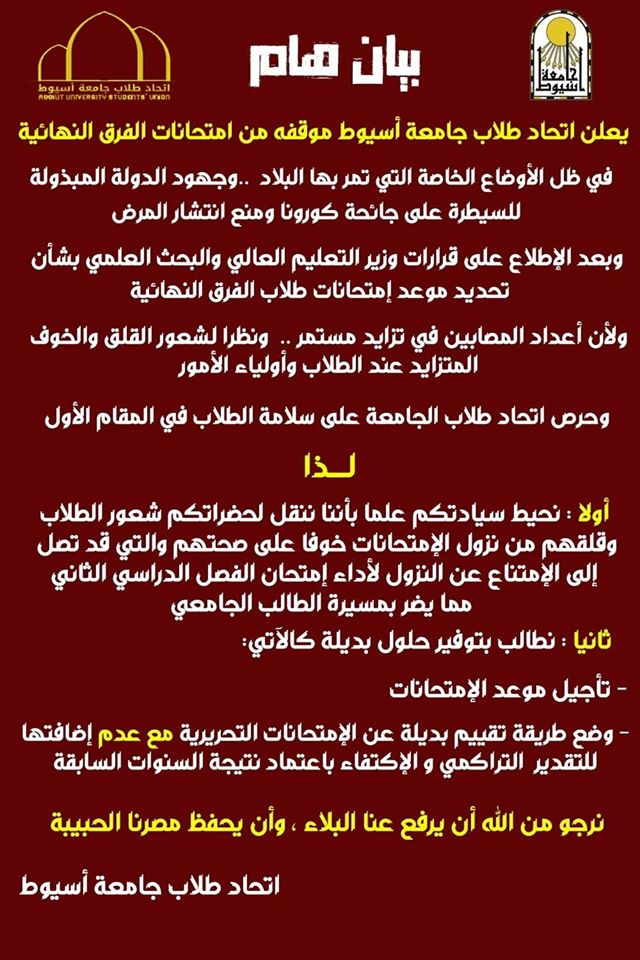 بيان هام
اتحاد طلاب جامعة أسيوط
ASSIUT UNIVERSITY STUDENTS' UNION
جامعة
أسيوط
يعلن اتحاد طلاب جامعة أسيوط موقفه من امتحانات الفرق النهائية
في ظل الأوضاع الخاصة التي تمر بها البلاد ..وجهود الدولة المبذولة
للسيطرة على جائحة كورونا ومنع انتشار المرض
وبعد الإطلاع على قرارات وزير التعليم العالي والبحث العلمي بشأن
تحديد موعد إمتحانات طلاب الفرق النهائية
ولأن أعداد المصابين في تزايد مستمر .. ونظرا لشعور القلق والخوف
المتزايد عند الطلاب وأولياء الأمور
وحرص اتحاد طلاب الجامعة على سلامة الطلاب في المقام الأول
لــذا
أولا : نحيط سيادتكم علما بأننا ننقل لحضراتكم شعور الطلاب
وقلقهم من نزول الإمتحانات خوفا على صحتهم والتي قد تصل
إلى الإمتناع عن النزول لأداء إمتحان الفصل الدراسي الثاني
مما يضر بمسيرة الطالب الجامعي
ثانيا : نطالب بتوفير حلول بديلة كالآتي:
- تأجيل موعد الإمتحانات
- وضع طريقة تقييم بديلة عن الإمتحانات التحريرية مع عدم إضافتها
للتقدير التراكمي و الإكتفاء باعتماد نتيجة السنوات السابقة
نرجو من الله أن يرفع عنا البلاء ، وأن يحفظ مصرنا الحبيبة
اتحاد طلاب جامعة أسيوط